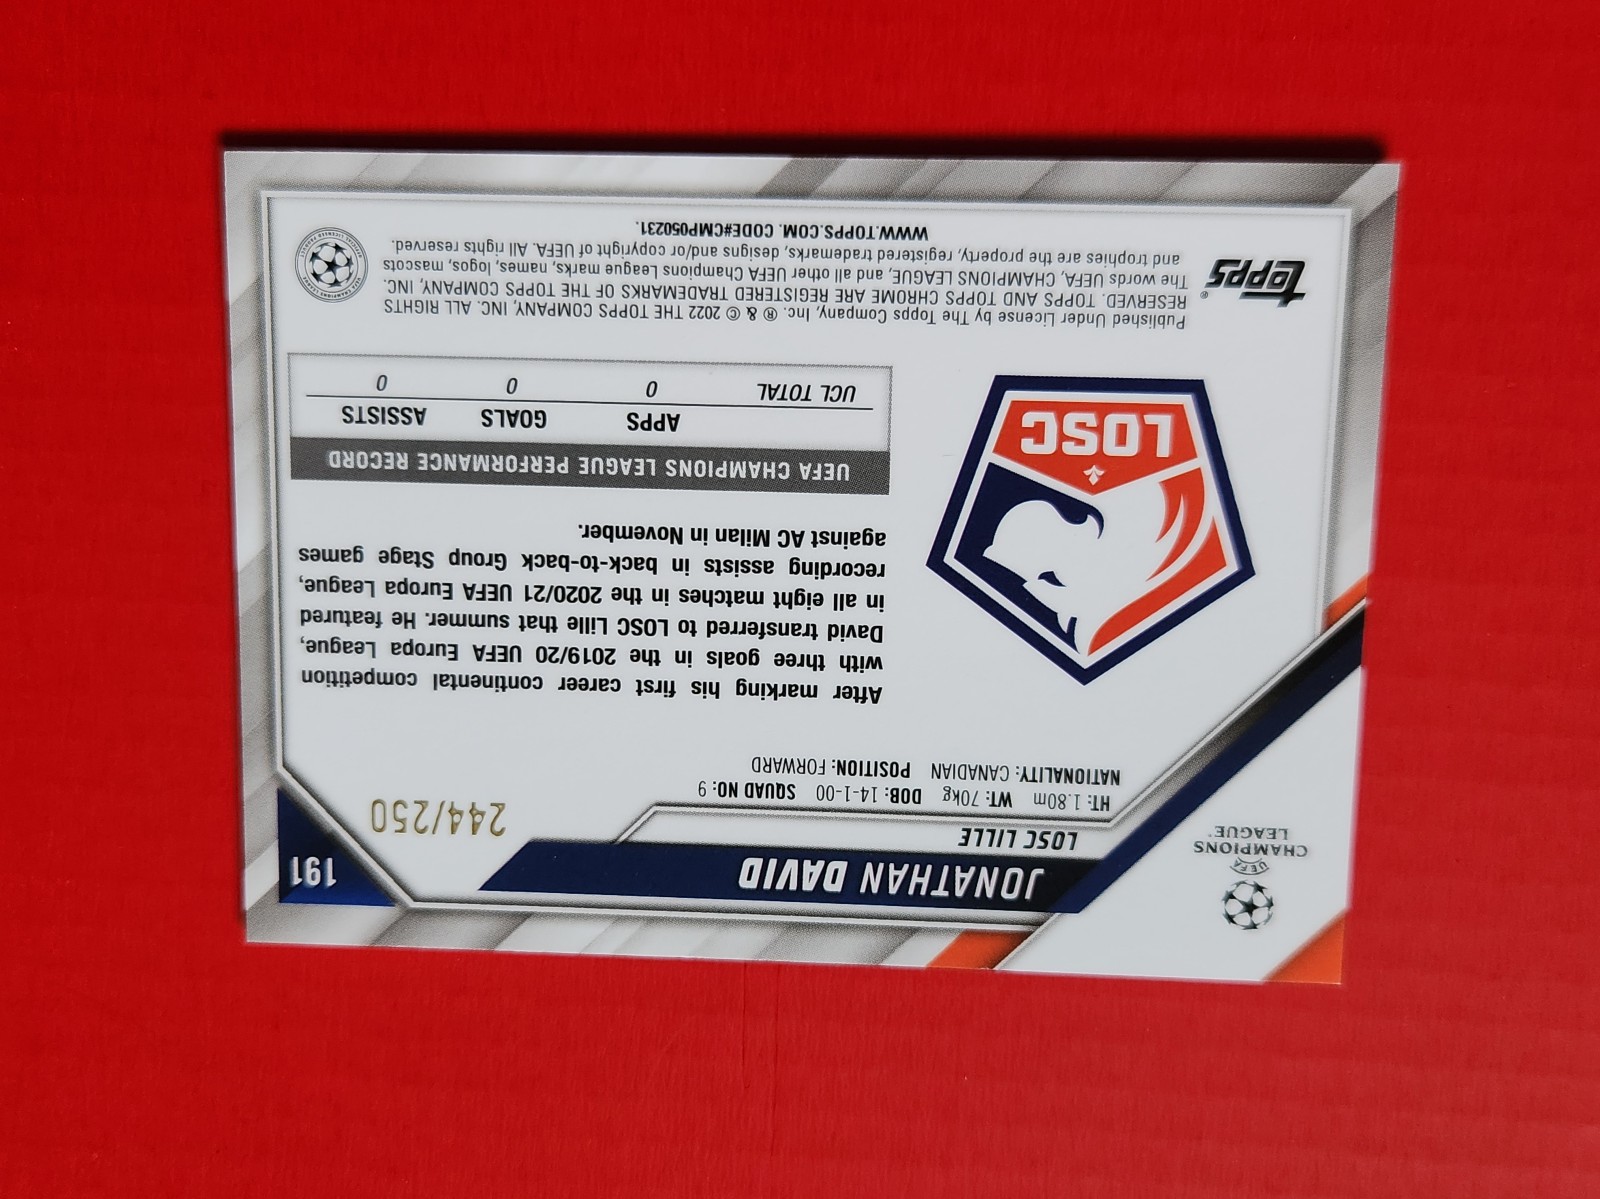 191
244/250
UEFA
CHAMPIONS
LEAGUE®
JONATHAN DAVID
LOSC LILLE
HT: 1.80m WT: 70kg DOB: 14-1-00 SQUAD NO: 9
NATIONALITY: CANADIAN POSITION: FORWARD
After marking his first career continental competition
with three goals in the 2019/20 UEFA Europa League,
David transferred to LOSC Lille that summer. He featured
in all eight matches in the 2020/21 UEFA Europa League,
recording assists in back-to-back Group Stage games
against AC Milan in November.
LOSC
UEFA CHAMPIONS LEAGUE PERFORMANCE RECORD
APPS GOALS ASSISTS
UCL TOTAL 0 0 0
topps®
Published Under License by The Topps Company, Inc. ® & © 2022 THE TOPPS COMPANY, INC. ALL RIGHTS
RESERVED. TOPPS AND TOPPS CHROME ARE REGISTERED TRADEMARKS OF THE TOPPS COMPANY, INC.
The words UEFA, CHAMPIONS LEAGUE, and all other UEFA Champions League marks, names, logos, mascots
and trophies are the property, registered trademarks, designs and/or copyright of UEFA. All rights reserved.
WWW.TOPPS.COM. CODE#CMP050231.
UEFA CHAMPIONS LEAGUE
OFFICIAL LICENSED PRODUCT